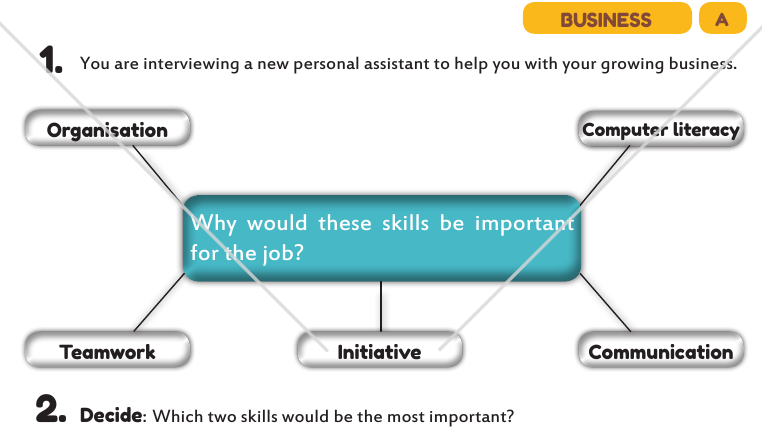 BUSINESS A
1. You are interviewing a new personal assistant to help you with your growing business.
Organisation
Computer literacy
Why would these skills be important
for the job?
Teamwork
Initiative
Communication
2. Decide: Which two skills would be the most important?